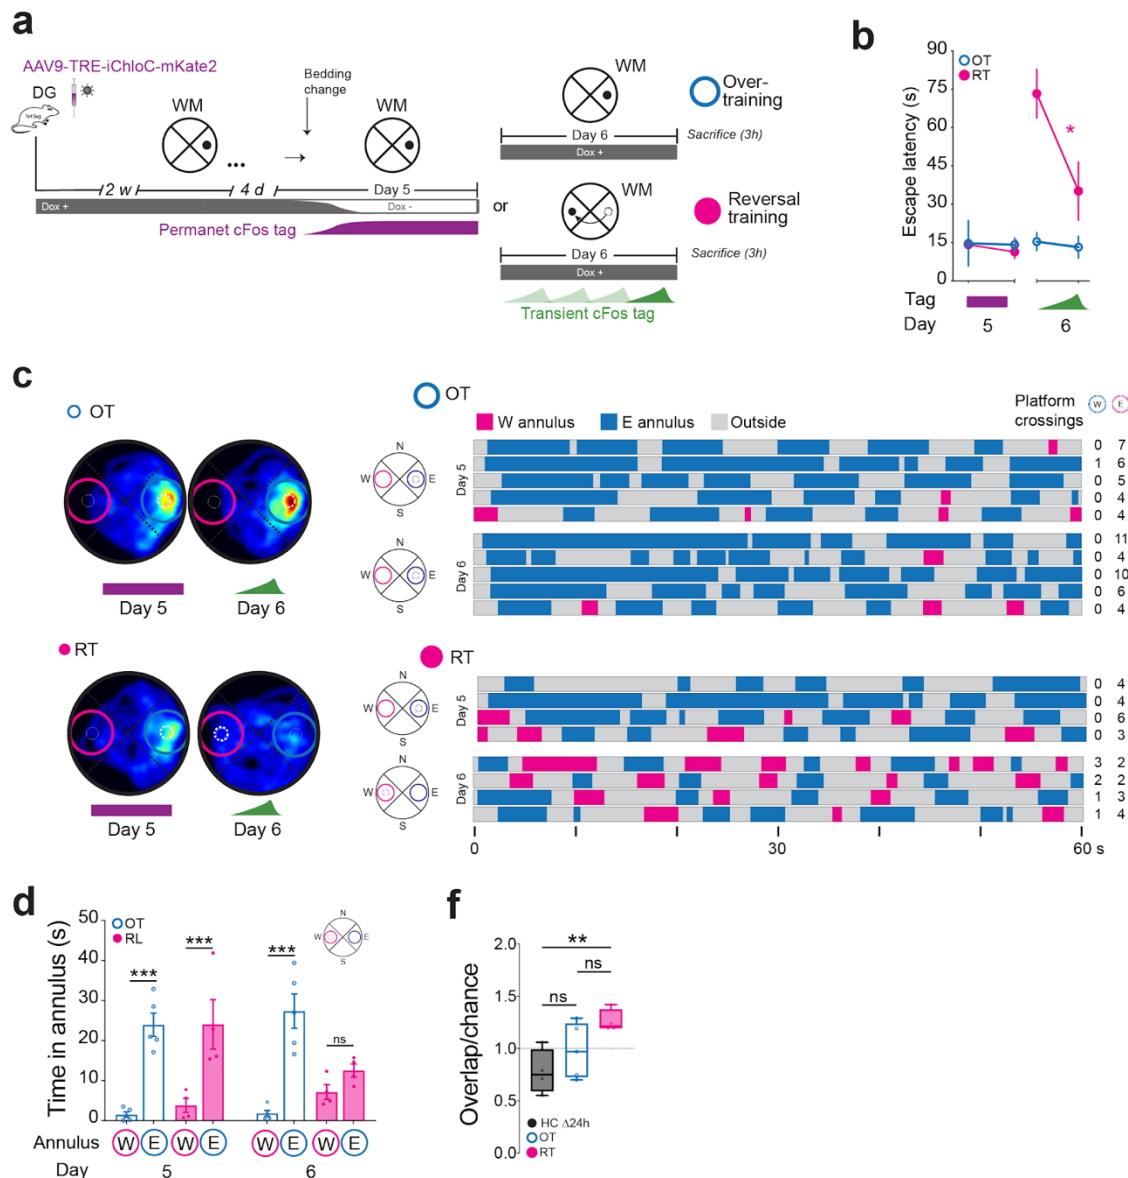 a
AAV9-TRE-iChloC-mKate2
DG
TetTag
WM
Bedding
change
WM
2 w
4 d
Day 5
Dox +
Dox -
Permanet cFos tag
or
WM
Over-
training
Day 6
Sacrifice (3h)
Dox +
WM
Reversal
training
Day 6
Sacrifice (3h)
Dox +
Transient cFos tag
b
Escape latency (s)
90
75
60
45
30
15
0
OT
RT
*
Tag
Day 5 6
c
OT
Day 5 Day 6
RT
Day 5 Day 6
OT
W annulus E annulus Outside
Platform
crossings W E
N
W E
S
Day 5
0 7
1 6
0 5
0 4
0 4
N
W E
S
Day 6
0 11
0 4
0 10
0 6
0 4
RT
N
W E
S
Day 5
0 4
0 4
0 6
0 3
N
W E
S
Day 6
3 2
2 2
1 3
1 4
0 30 60 s
d
Time in annulus (s)
50
40
30
20
10
0
OT
RL
*** *** *** ns
N
W E
S
Annulus W E W E W E W E
Day 5 6
f
Overlap/chance
2.0
1.5
1.0
0.5
0.0
**
ns
ns
HC Δ24h
OT
RT